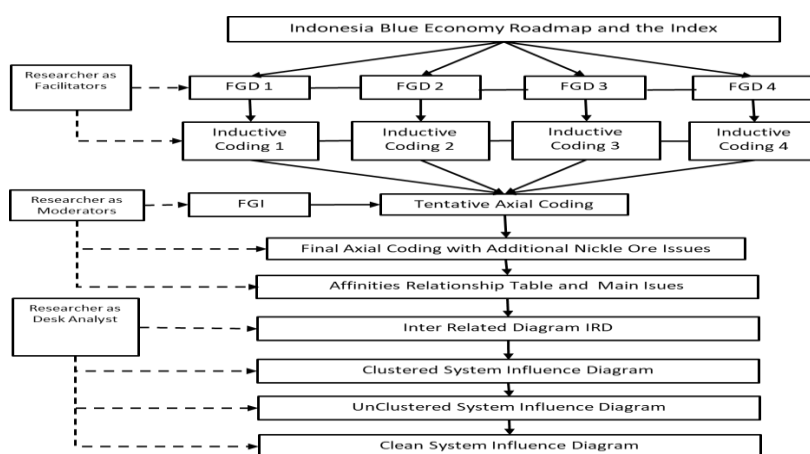 Indonesia Blue Economy Roadmap and the Index
Researcher as
Facilitators
FGD 1
FGD 2
FGD 3
FGD 4
Inductive
Coding 1
Inductive
Coding 2
Inductive
Coding 3
Inductive
Coding 4
Researcher as
Moderators
FGI
Tentative Axial Coding
Final Axial Coding with Additional Nickle Ore Issues
Affinities Relationship Table and Main Isues
Researcher as
Desk Analyst
Inter Related Diagram IRD
Clustered System Influence Diagram
UnClustered System Influence Diagram
Clean System Influence Diagram